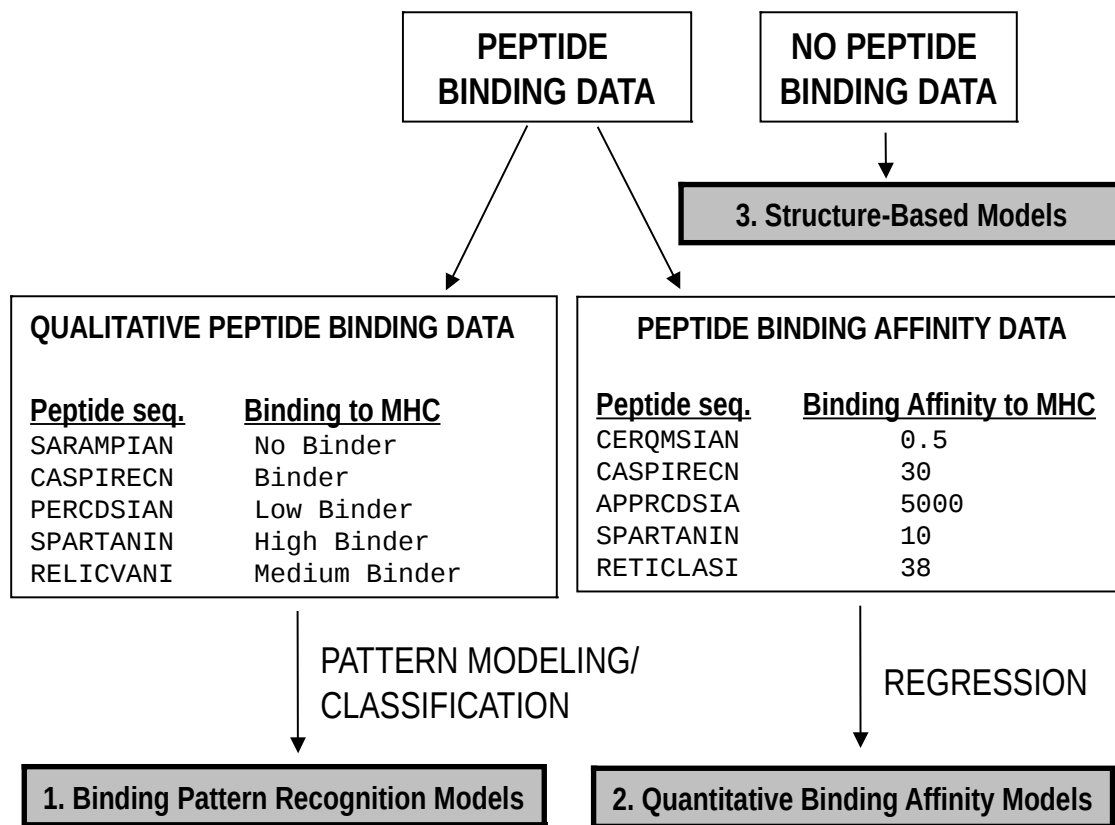 PEPTIDE
BINDING DATA
NO PEPTIDE
BINDING DATA
3. Structure-Based Models
QUALITATIVE PEPTIDE BINDING DATA
Peptide seq. Binding to MHC
SARAMPIAN No Binder
CASPIRECN Binder
PERCDSIAN Low Binder
SPARTANIN High Binder
RELICVANI Medium Binder
PEPTIDE BINDING AFFINITY DATA
Peptide seq. Binding Affinity to MHC
CERQMSIAN 0.5
CASPIRECN 30
APPRCDSIA 5000
SPARTANIN 10
RETICLASI 38
PATTERN MODELING/
CLASSIFICATION
REGRESSION
1. Binding Pattern Recognition Models
2. Quantitative Binding Affinity Models